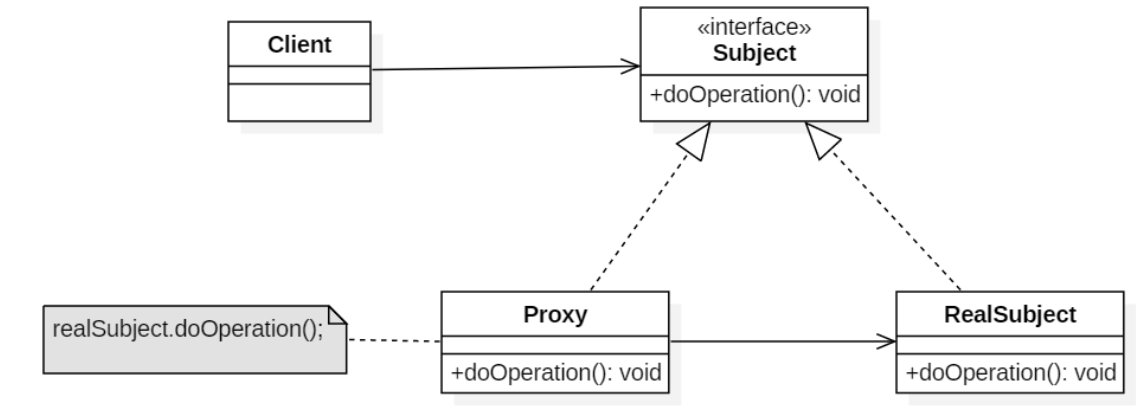 Client
«interface»
Subject
+doOperation(): void
realSubject.doOperation();
Proxy
+doOperation(): void
RealSubject
+doOperation(): void